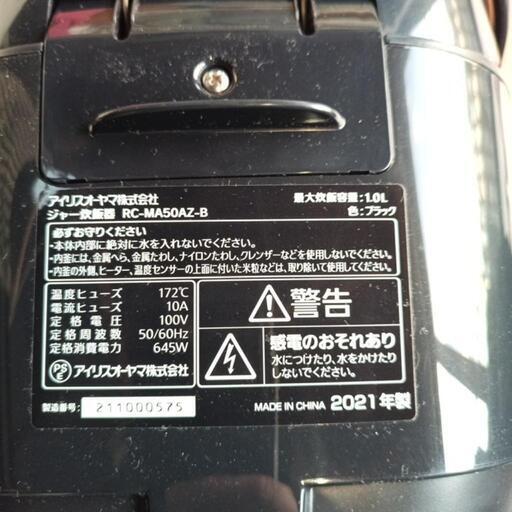 アイリスオーヤマ株式会社
ジャー炊飯器 RC-MA50AZ-B
最大炊飯容量:1.0L
色:ブラック
必ずお守りください
・本体内部に絶対に水を入れないでください。
・内釜には、金属へら、金属たわし、ナイロンたわし、クレンザーなどを使用しないでください。
・内釜の外側、ヒーター、温度センサーの上面に付いた米粒などは、取り除いて使用してください。
温度ヒューズ 172℃
電流ヒューズ 10A
定格電圧 100V
定格周波数 50/60Hz
定格消費電力 645W
PSE アイリスオーヤマ株式会社
警告
感電のおそれあり
水につけたり、水をかけたり
しないでください。
製造番号: 211000575
MADE IN CHINA 2021年製